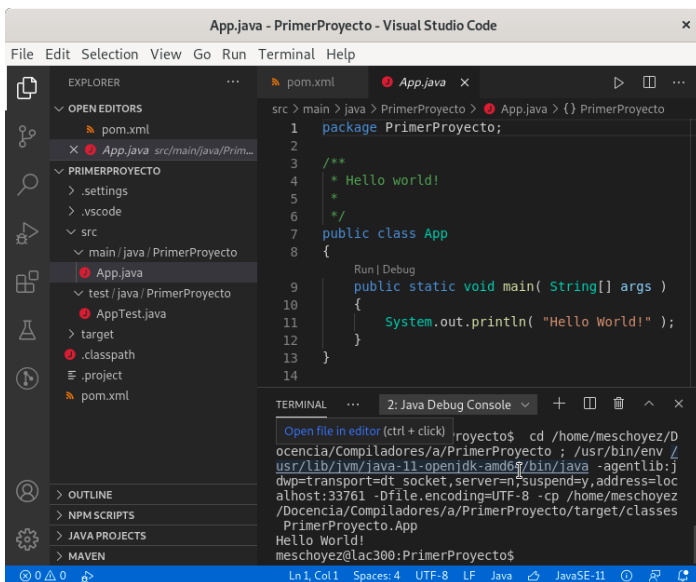 App.java - PrimerProyecto - Visual Studio Code
File Edit Selection View Go Run Terminal Help
EXPLORER
OPEN EDITORS
pom.xml
App.java src/main/java/Prim...
PRIMERPROYECTO
.settings
.vscode
src
main / java / PrimerProyecto
App.java
test / java / PrimerProyecto
AppTest.java
target
.classpath
.project
pom.xml
OUTLINE
NPM SCRIPTS
JAVA PROJECTS
MAVEN
pom.xml App.java
src > main > java > PrimerProyecto > App.java > {} PrimerProyecto
1 package PrimerProyecto;
2
3 /**
4 * Hello world!
5 *
6 */
7 public class App
8 {
Run | Debug
9 public static void main( String[] args )
10 {
11 System.out.println( "Hello World!" );
12 }
13 }
14
TERMINAL ... 2: Java Debug Console
Open file in editor (ctrl + click)
royecto$ cd /home/meschoyez/D
ocencia/Compiladores/a/PrimerProyecto ; /usr/bin/env /
usr/lib/jvm/java-11-openjdk-amd64/bin/java -agentlib:j
dwp=transport=dt_socket,server=n,suspend=y,address=loc
alhost:33761 -Dfile.encoding=UTF-8 -cp /home/meschoyez
/Docencia/Compiladores/a/PrimerProyecto/target/classes
PrimerProyecto.App
Hello World!
meschoyez@lac300:PrimerProyecto$
0 0 Ln 1, Col 1 Spaces: 4 UTF-8 LF Java JavaSE-11